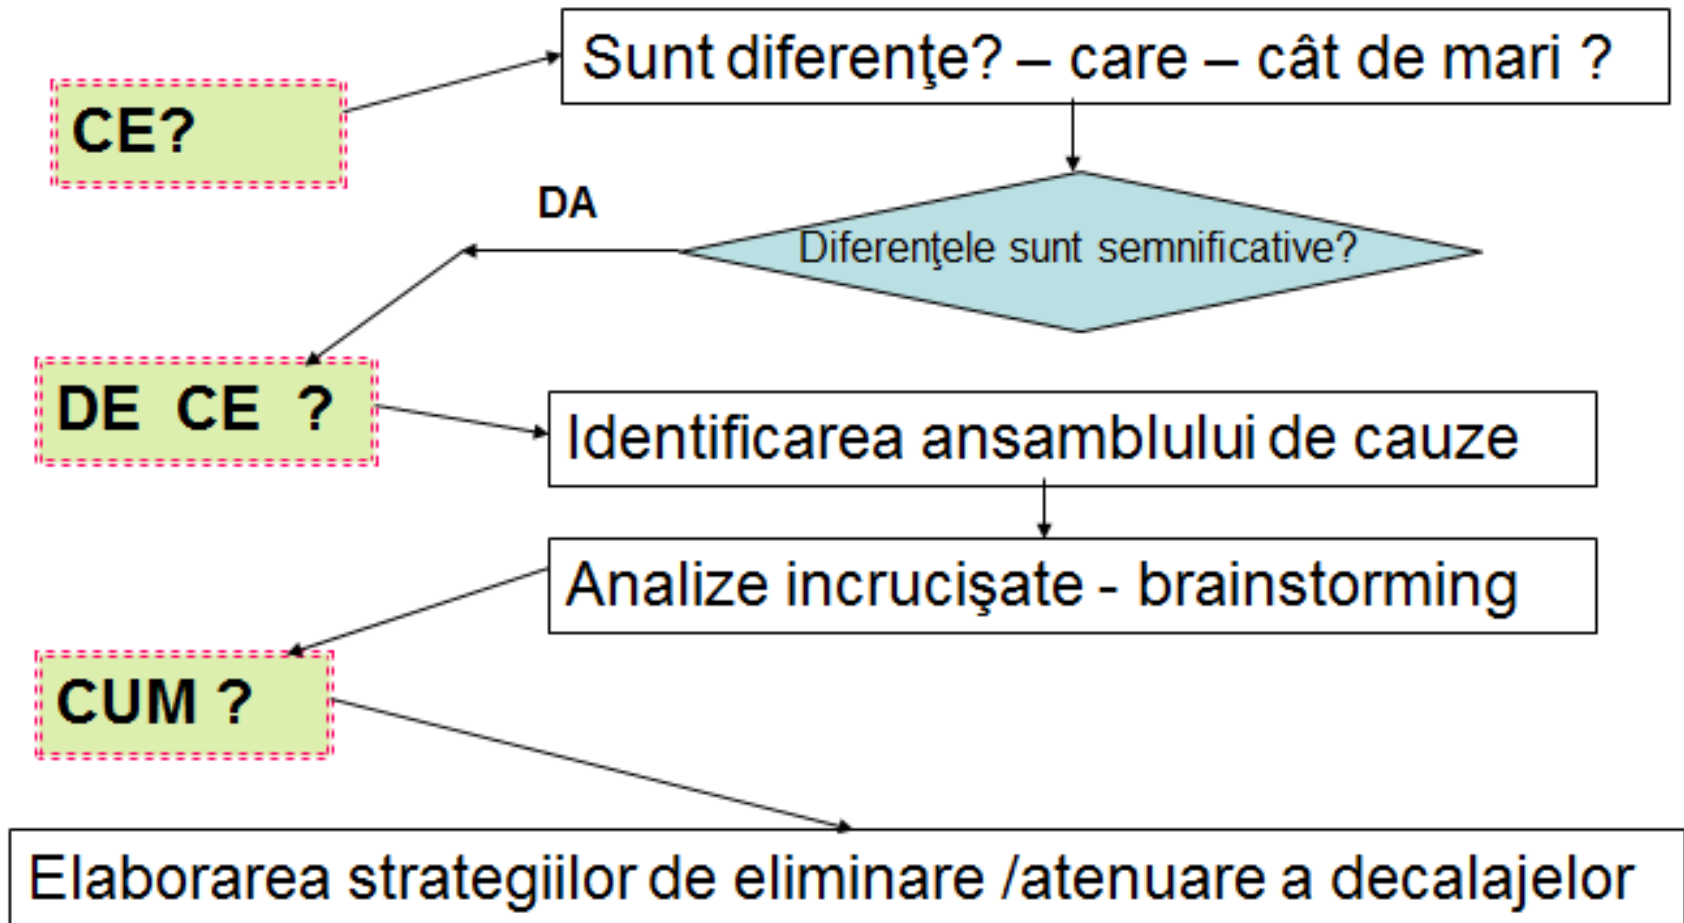 Sunt diferenţe? – care – cât de mari ?
CE?
DA
Diferenţele sunt semnificative?
DE CE ?
Identificarea ansamblului de cauze
Analize incrucişate - brainstorming
CUM ?
Elaborarea strategiilor de eliminare /atenuare a decalajelor